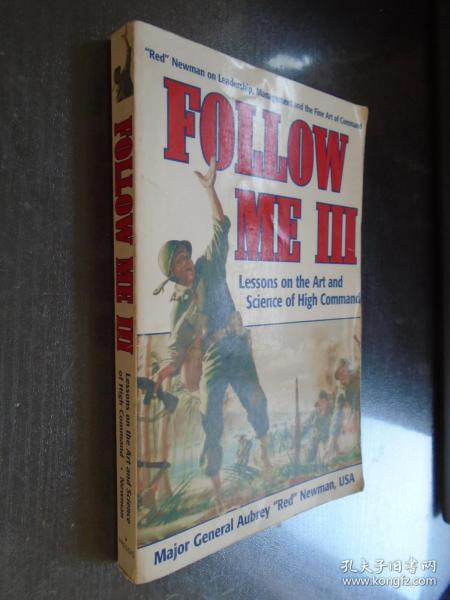 "Red" Newman on Leadership, Management and the Fine Art of Command
FOLLOW
ME III
Lessons on the Art and
Science of High Command
Major General Aubrey "Red" Newman, USA
FOLLOW ME III
Lessons on the Art and Science
of High Command • Newman
孔夫子旧书网
www.kongfz.com